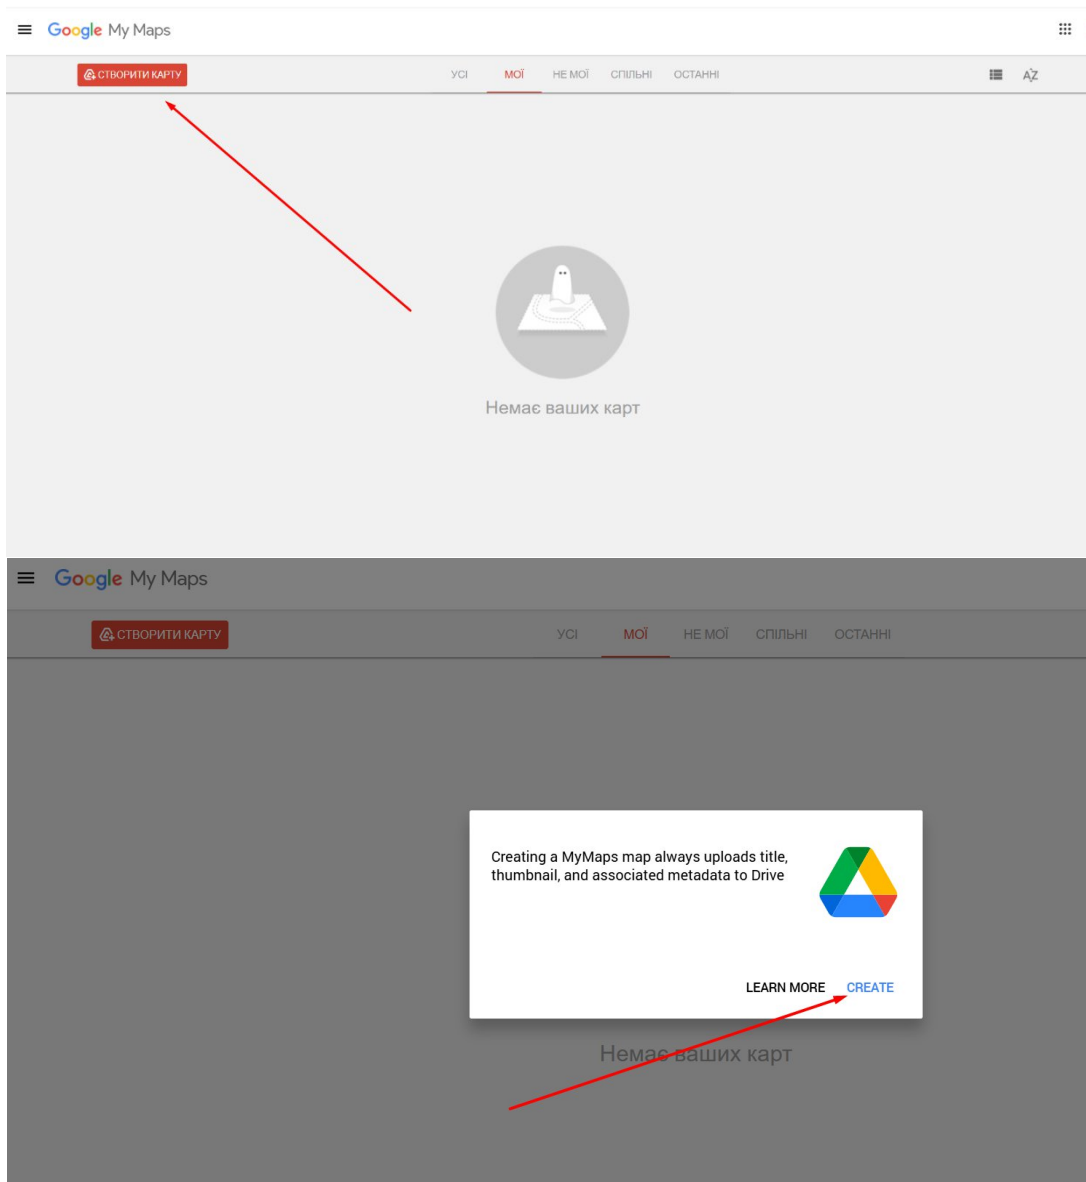 Google My Maps
СТВОРИТИ КАРТУ
УСІ МОЇ НЕ МОЇ СПІЛЬНІ ОСТАННІ
AZ
Немає ваших карт
Google My Maps
СТВОРИТИ КАРТУ
УСІ МОЇ НЕ МОЇ СПІЛЬНІ ОСТАННІ
Creating a MyMaps map always uploads title,
thumbnail, and associated metadata to Drive
LEARN MORE CREATE
Немає ваших карт